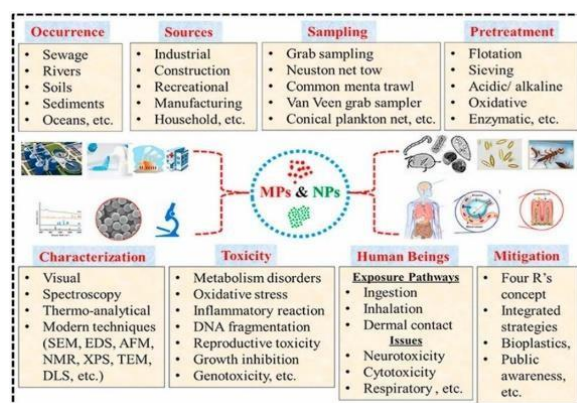 Occurrence
• Sewage
• Rivers
• Soils
• Sediments
• Oceans, etc.
Sources
• Industrial
• Construction
• Recreational
• Manufacturing
• Household, etc.
Sampling
• Grab sampling
• Neuston net tow
• Common menta trawl
• Van Veen grab sampler
• Conical plankton net, etc.
Pretreatment
• Flotation
• Sieving
• Acidic/ alkaline
• Oxidative
• Enzymatic, etc.
MPs & NPs
Characterization
• Visual
• Spectroscopy
• Thermo-analytical
• Modern techniques
(SEM, EDS, AFM,
NMR, XPS, TEM,
DLS, etc.)
Toxicity
• Metabolism disorders
• Oxidative stress
• Inflammatory reaction
• DNA fragmentation
• Reproductive toxicity
• Growth inhibition
• Genotoxicity, etc.
Human Beings
Exposure Pathways
• Ingestion
• Inhalation
• Dermal contact
Issues
• Neurotoxicity
• Cytotoxicity
• Respiratory , etc.
Mitigation
• Four R's
concept
• Integrated
strategies
• Bioplastics,
• Public
awareness,
etc.